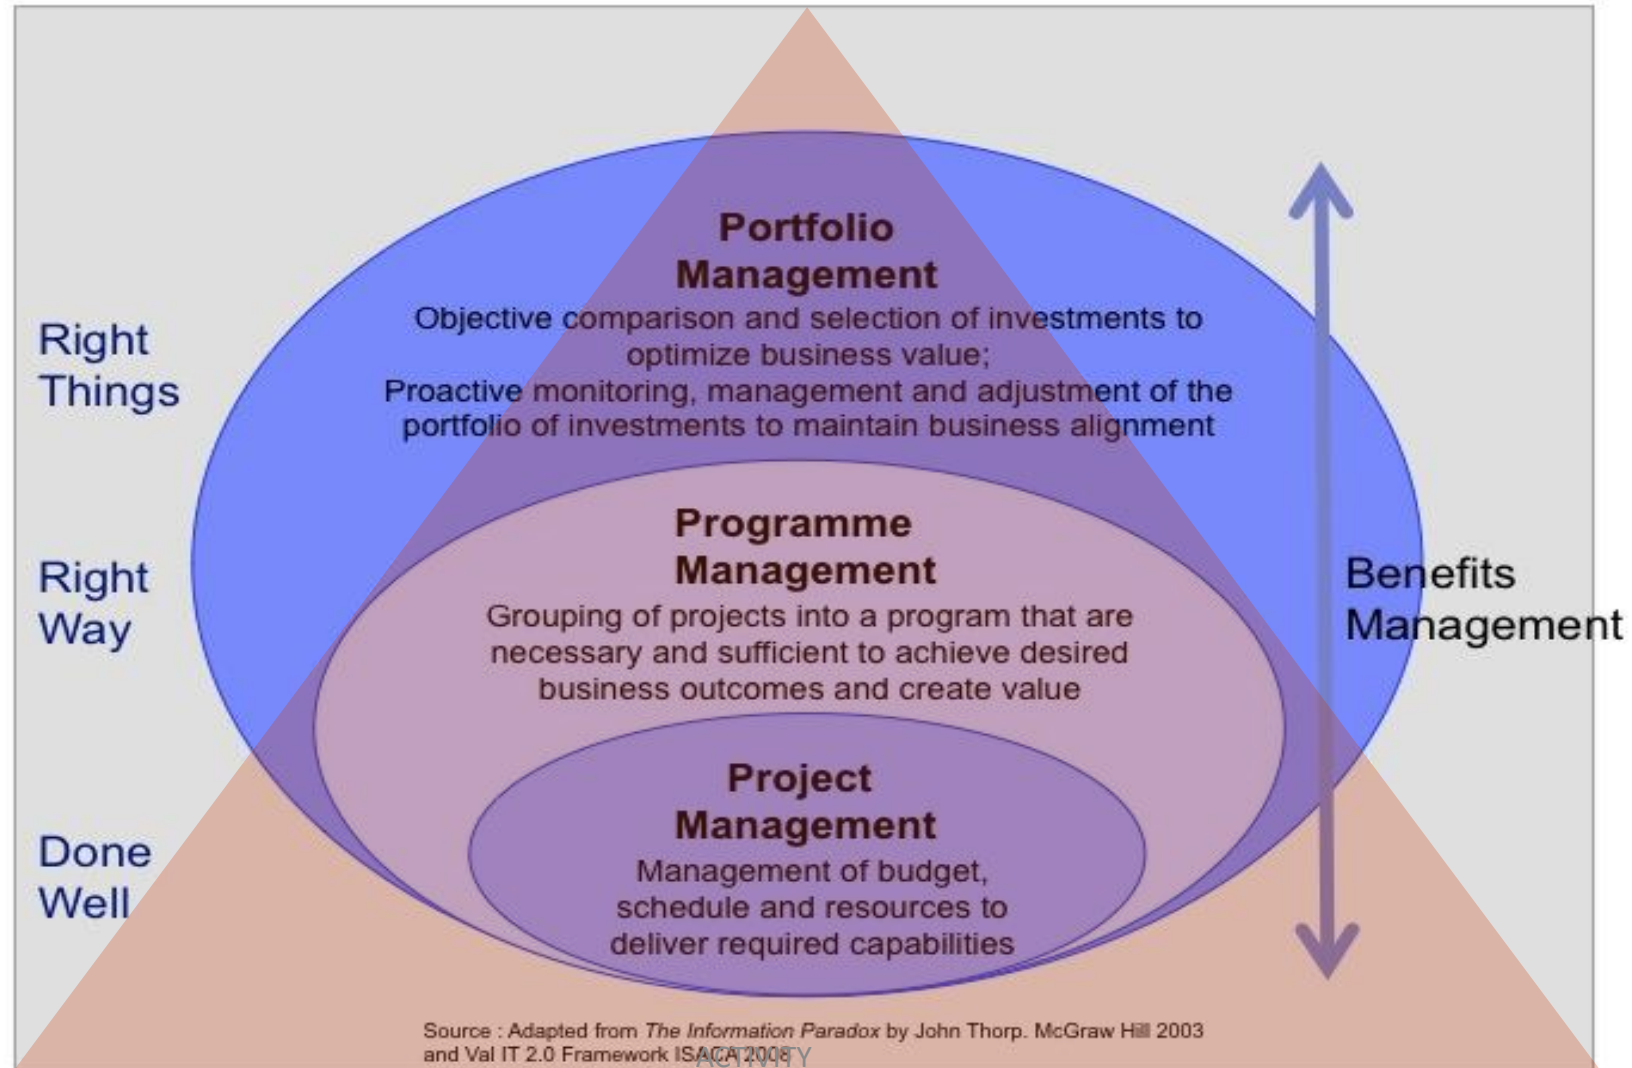 Portfolio
Management
Objective comparison and selection of investments to
optimize business value;
Proactive monitoring, management and adjustment of the
portfolio of investments to maintain business alignment
Right
Things
Programme
Management
Grouping of projects into a program that are
necessary and sufficient to achieve desired
business outcomes and create value
Right
Way
Benefits
Management
Project
Management
Management of budget,
schedule and resources to
deliver required capabilities
Done
Well
Source : Adapted from The Information Paradox by John Thorp. McGraw Hill 2003
and Val IT 2.0 Framework ISACA 2008
ACTIVITY